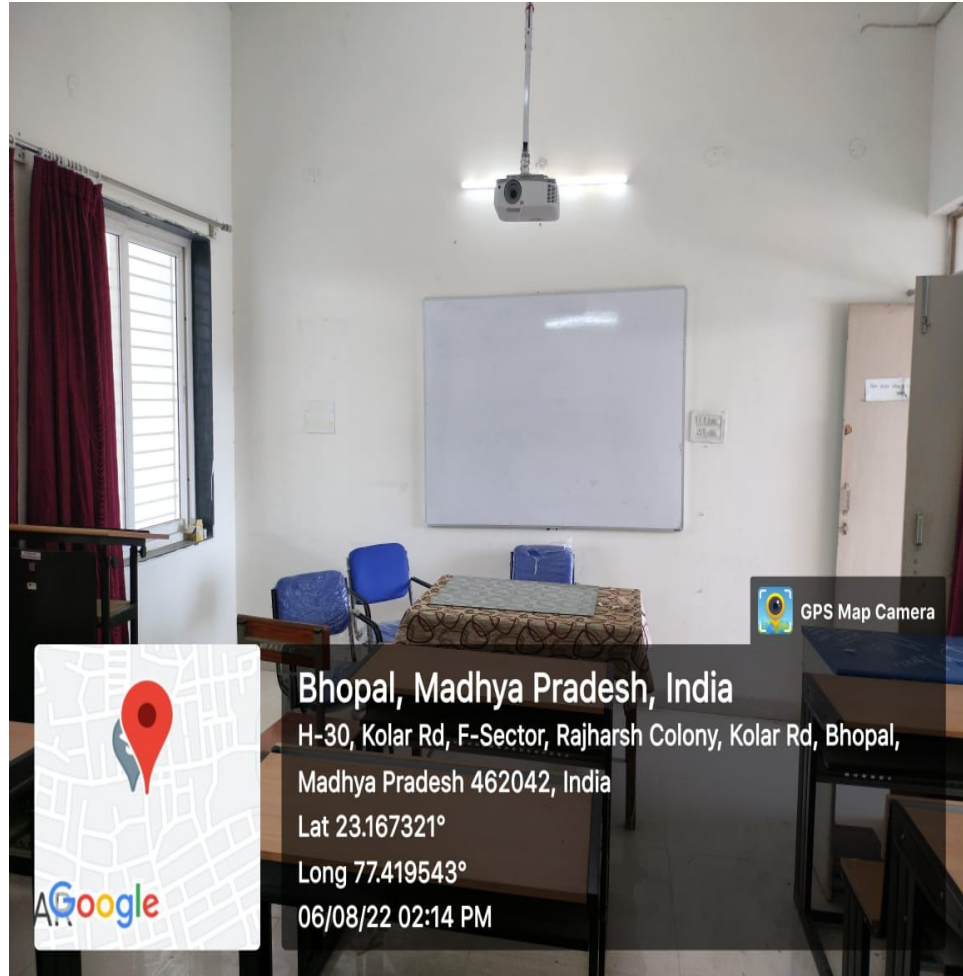 GPS Map Camera
Bhopal, Madhya Pradesh, India
H-30, Kolar Rd, F-Sector, Rajharsh Colony, Kolar Rd, Bhopal,
Madhya Pradesh 462042, India
Lat 23.167321°
Long 77.419543°
06/08/22 02:14 PM
Google